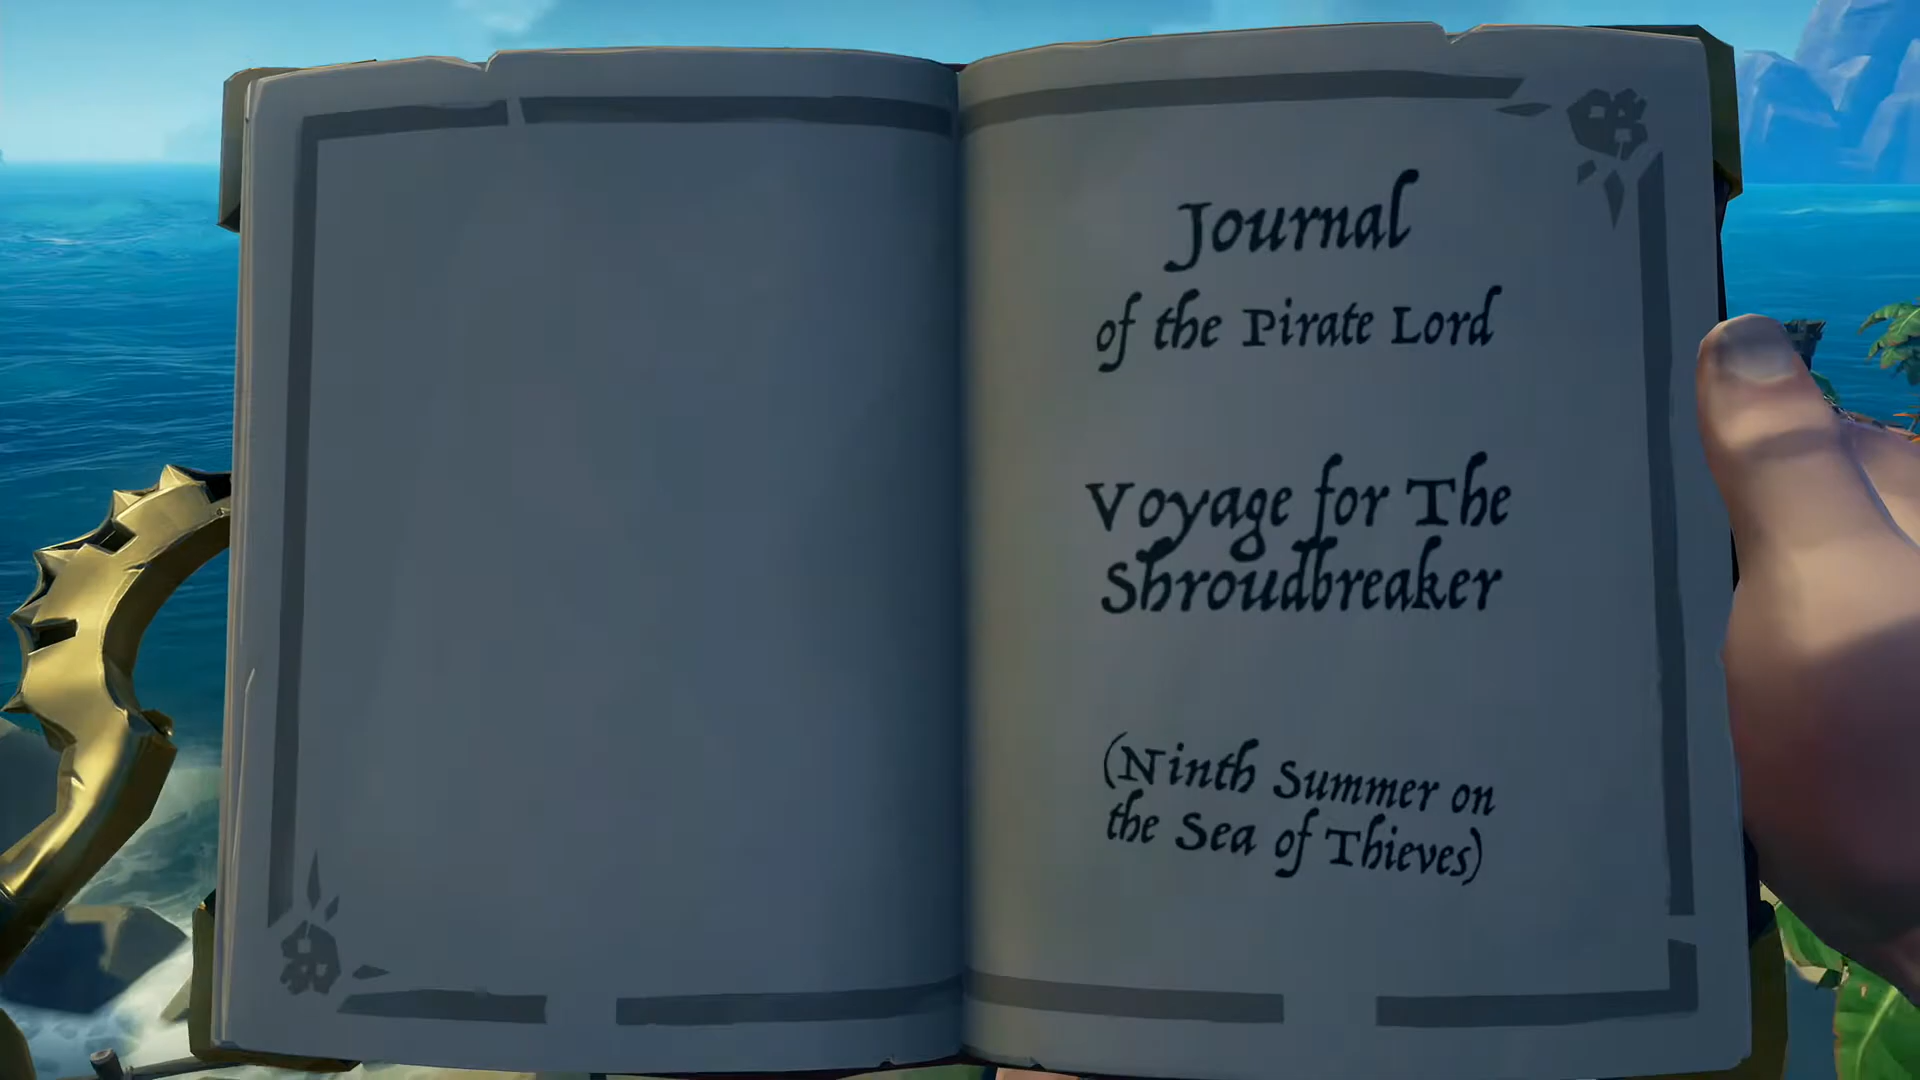 Journal
of the Pirate Lord
Voyage for The
Shroudbreaker
(Ninth Summer on
the Sea of Thieves)